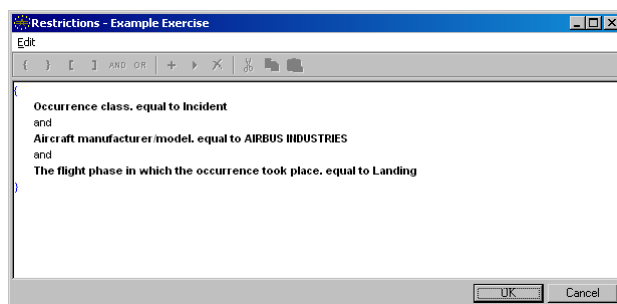 Restrictions - Example Exercise
Edit
{ } [ ] AND OR
{
Occurrence class. equal to Incident
and
Aircraft manufacturer/model. equal to AIRBUS INDUSTRIES
and
The flight phase in which the occurrence took place. equal to Landing
}
OK Cancel